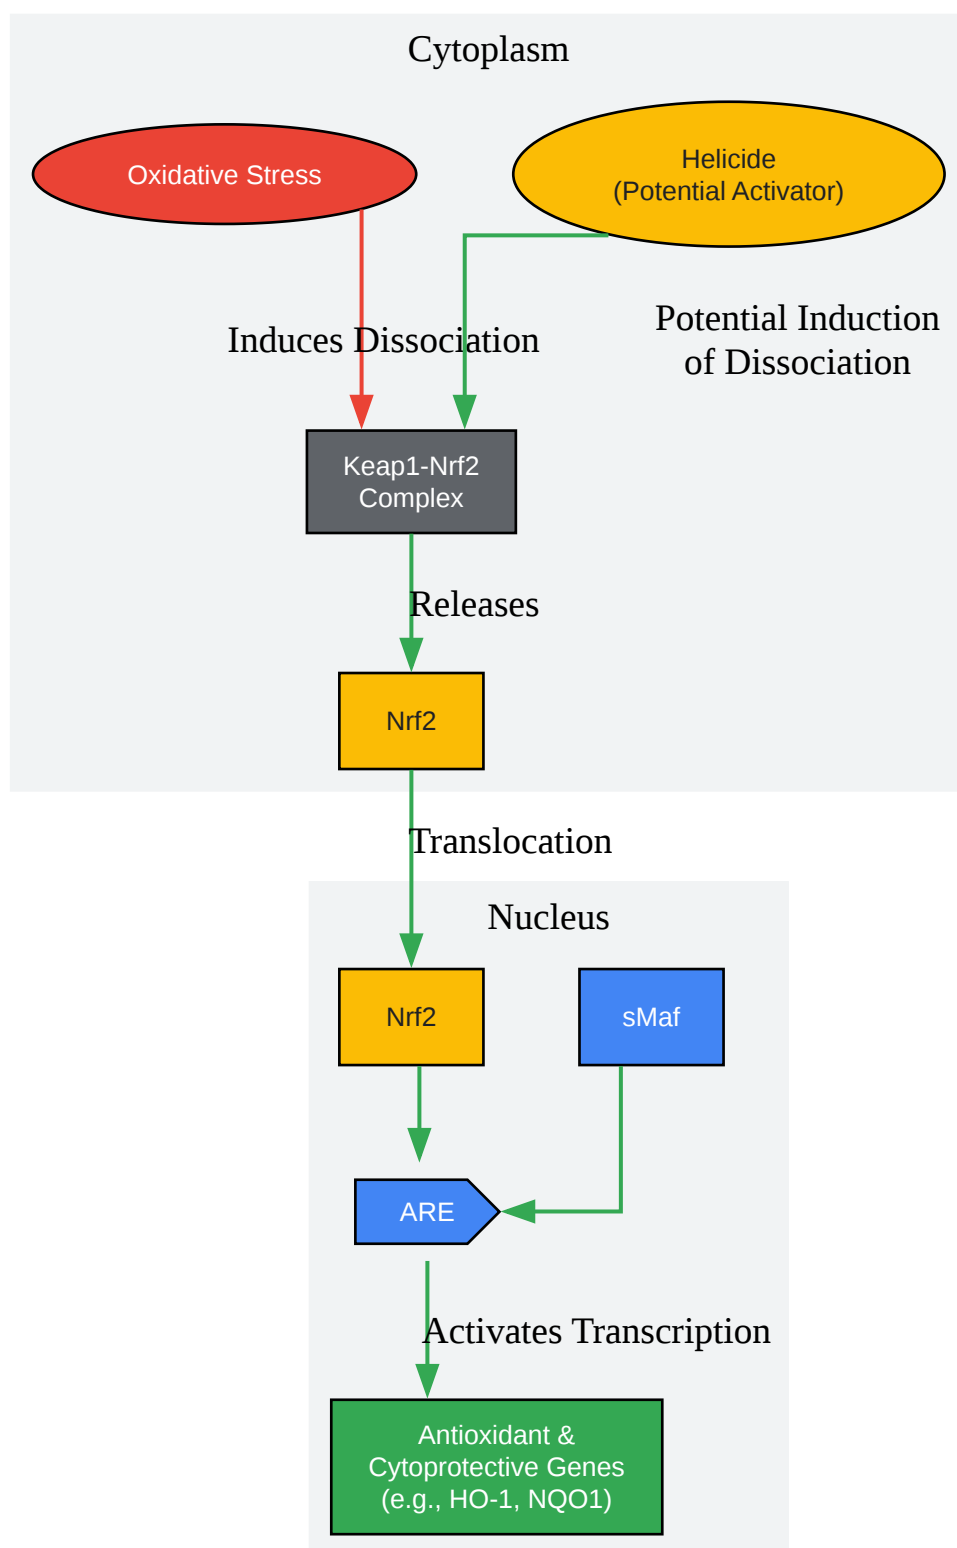 Cytoplasm
Oxidative Stress
Helicide
(Potential Activator)
Induces Dissociation
Potential Induction
of Dissociation
Keap1-Nrf2
Complex
Releases
Nrf2
Translocation
Nucleus
Nrf2
sMaf
ARE
Activates Transcription
Antioxidant &
Cytoprotective Genes
(e.g., HO-1, NQO1)